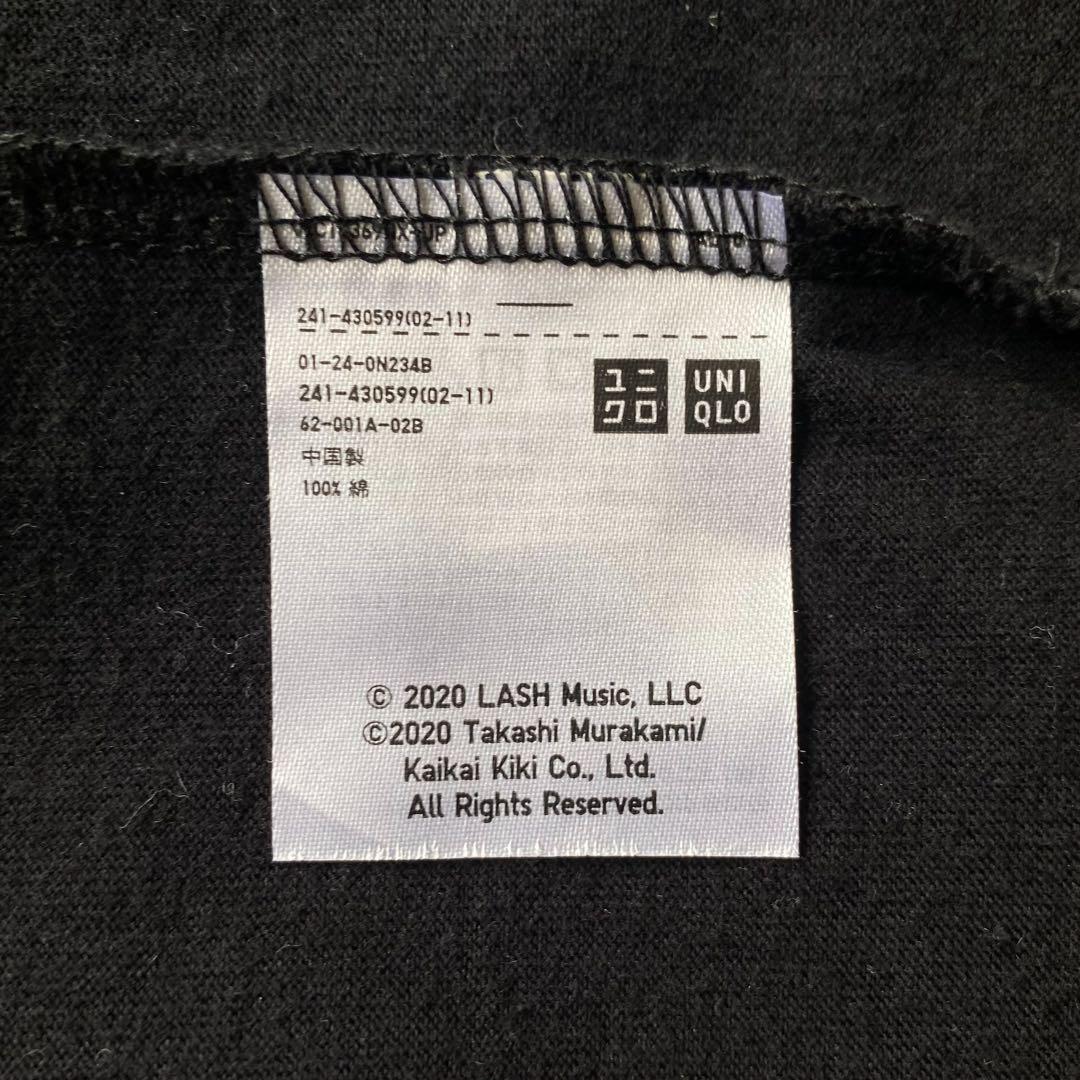 241-430599(02-11)
01-24-0N234B
241-430599(02-11)
62-001A-02B
中国製
100% 綿
ユニ
クロ
UNI
QLO
© 2020 LASH Music, LLC
©2020 Takashi Murakami/
Kaikai Kiki Co., Ltd.
All Rights Reserved.